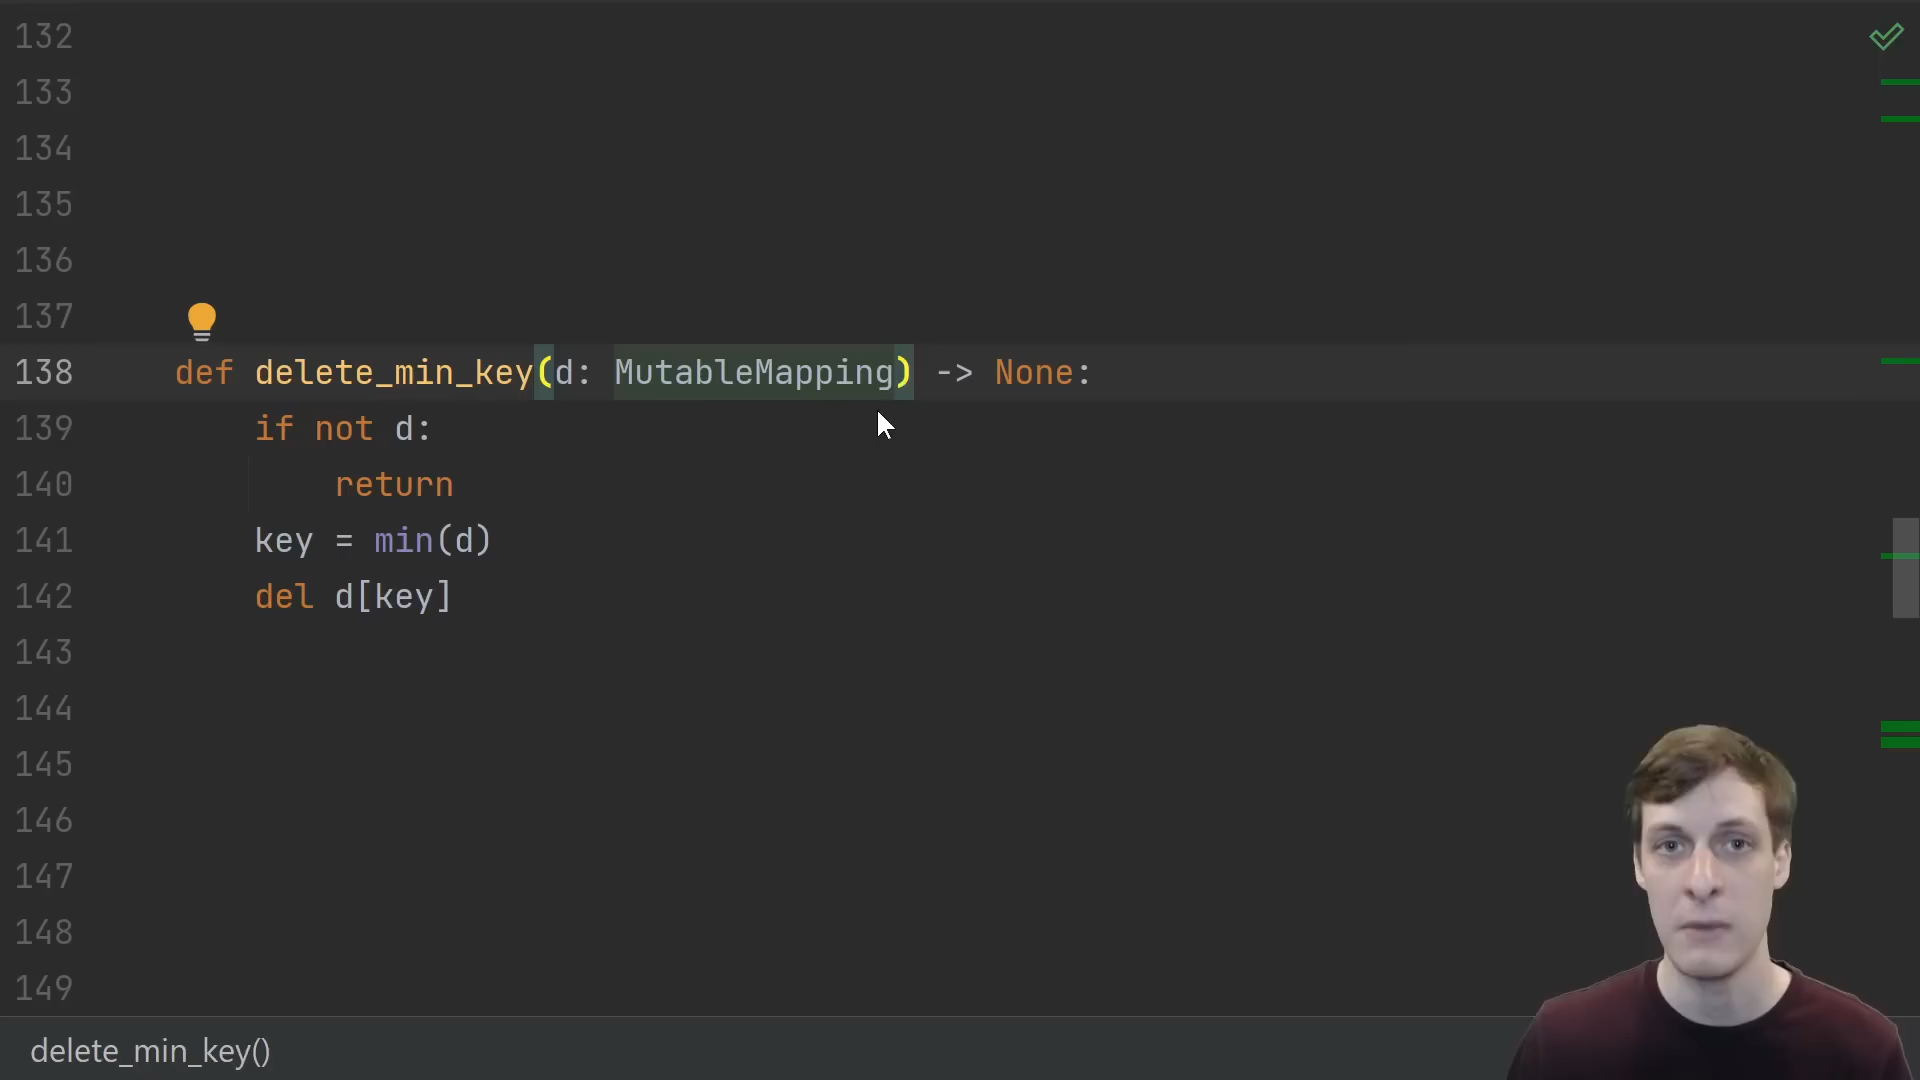 132
133
134
135
136
137
138 def delete_min_key(d: MutableMapping) -> None:
139 if not d:
140 return
141 key = min(d)
142 del d[key]
143
144
145
146
147
148
149
delete_min_key()